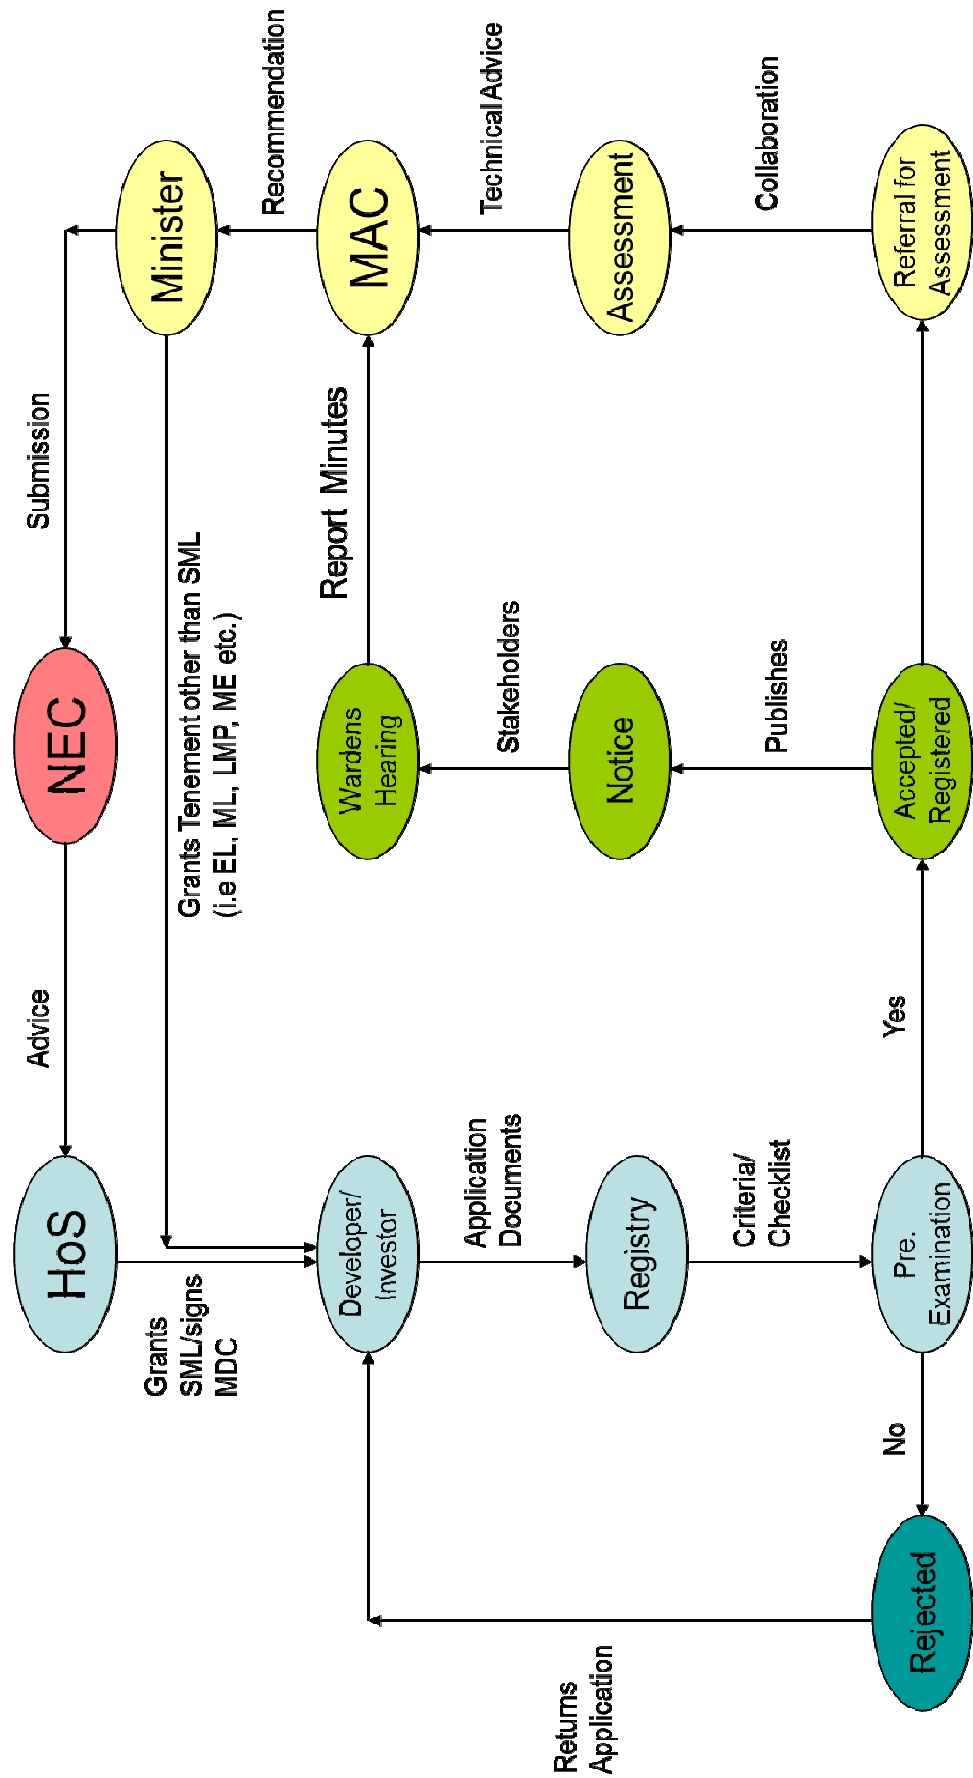 HoS
Advice
NEC
Submission
Minister
Grants
SML/signs
MDC
Grants Tenement other than SML
(i.e EL, ML, LMP, ME etc.)
Recommendation
Developer/
Investor
Wardens
Hearing
Report Minutes
MAC
Application
Documents
Stakeholders
Technical Advice
Returns
Application
Registry
Notice
Assessment
Criteria/
Checklist
Publishes
Collaboration
Rejected
No
Pre.
Examination
Yes
Accepted/
Registered
Referral for
Assessment